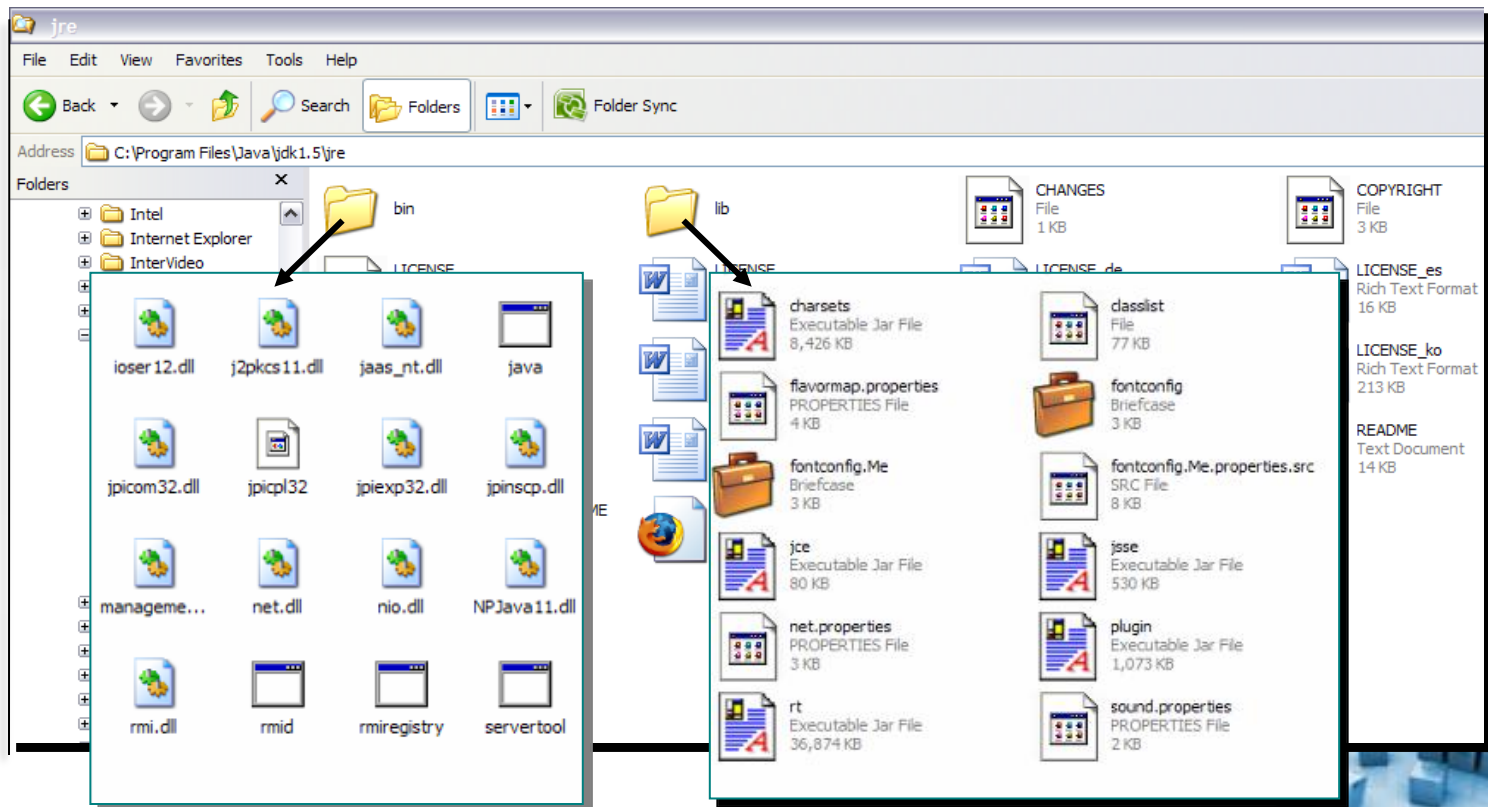 jre
File Edit View Favorites Tools Help
Back Search Folders Folder Sync
Address C:\Program Files\Java\jdk1.5\jre
Folders
Intel
Internet Explorer
InterVideo
bin
lib
CHANGES
File
1 KB
COPYRIGHT
File
3 KB
LICENSE
LICENSE
LICENSE_de
LICENSE_es
Rich Text Format
16 KB
LICENSE_ko
Rich Text Format
213 KB
README
Text Document
14 KB
ME
ioser12.dll
j2pkcs11.dll
jaas_nt.dll
java
jpicom32.dll
jpicpl32
jpiexp32.dll
jpinscp.dll
manageme...
net.dll
nio.dll
NPJava11.dll
rmi.dll
rmid
rmiregistry
servertool
charsets
Executable Jar File
8,426 KB
classlist
File
77 KB
flavormap.properties
PROPERTIES File
4 KB
fontconfig
Briefcase
3 KB
fontconfig.Me
Briefcase
3 KB
fontconfig.Me.properties.src
SRC File
8 KB
jce
Executable Jar File
80 KB
jsse
Executable Jar File
530 KB
net.properties
PROPERTIES File
3 KB
plugin
Executable Jar File
1,073 KB
rt
Executable Jar File
36,874 KB
sound.properties
PROPERTIES File
2 KB